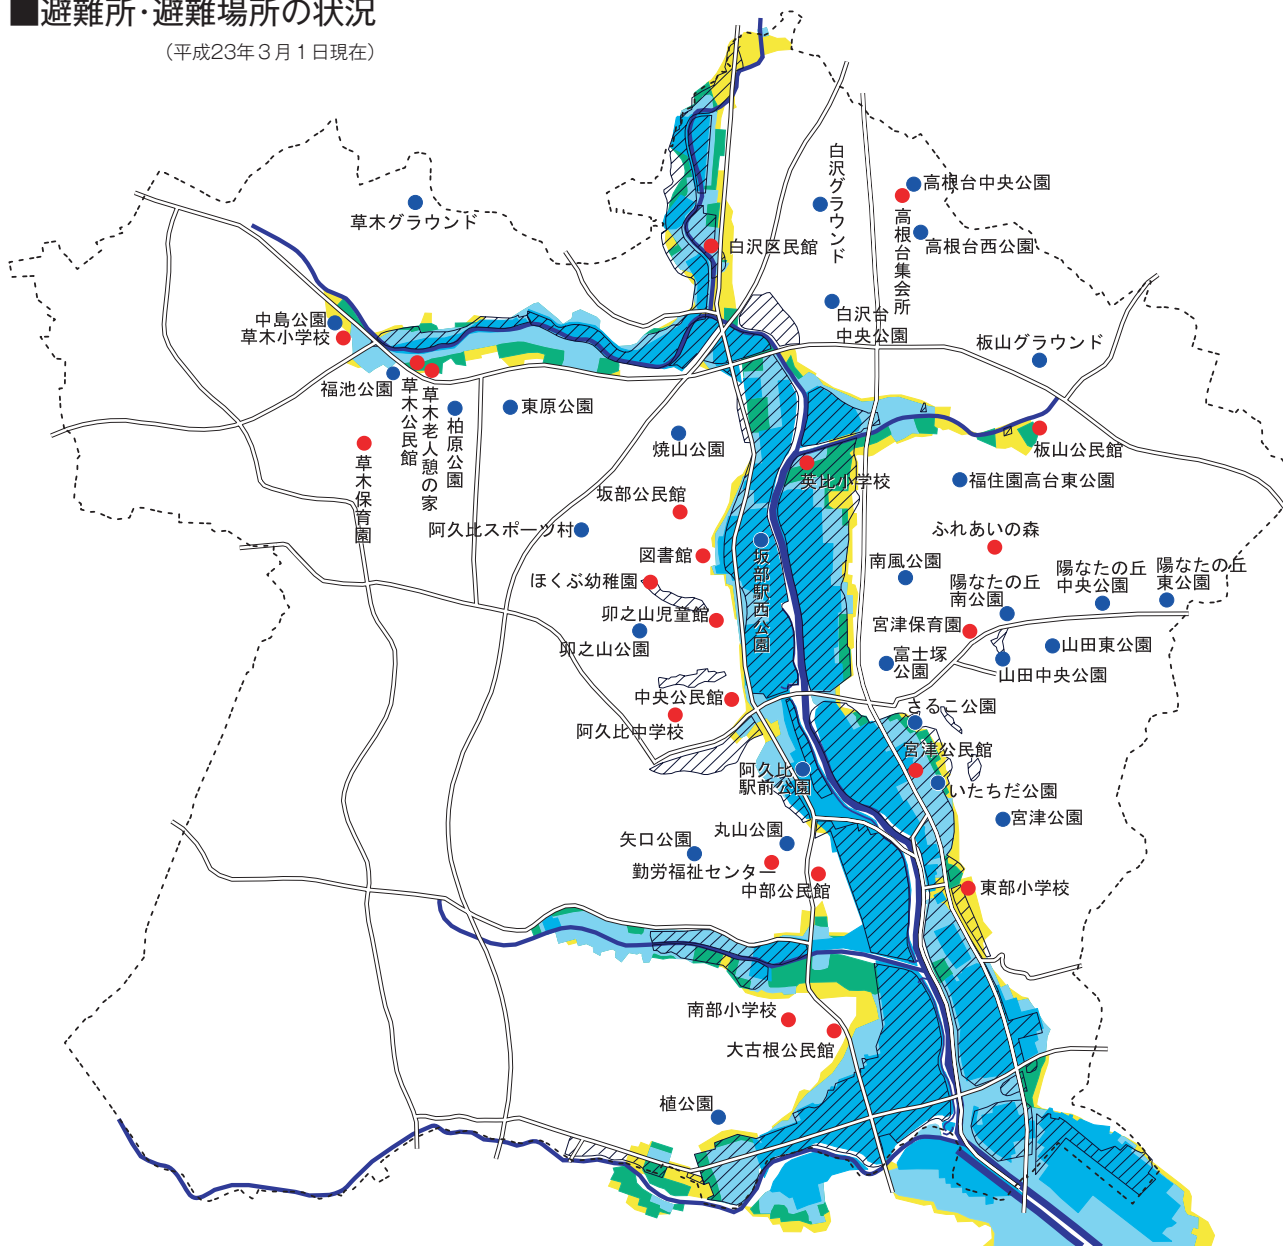 ■避難所・避難場所の状況
（平成23年３月１日現在）
草木グラウンド
白沢グラウンド
高根台中央公園
高根台集会所
高根台西公園
白沢区民館
白沢台
中央公園
中島公園
草木小学校
福池公園
草木公民館
草木老人憩の家
柏原公園
東原公園
草木保育園
板山グラウンド
板山公民館
焼山公園
英比小学校
福住園高台東公園
坂部公民館
阿久比スポーツ村
図書館
ほくぶ幼稚園
坂部駅西公園
卯之山児童館
卯之山公園
ふれあいの森
南風公園
陽なたの丘
南公園
陽なたの丘
中央公園
陽なたの丘
東公園
宮津保育園
富士塚
公園
山田東公園
山田中央公園
中央公民館
阿久比中学校
さるこ公園
宮津公民館
阿久比
駅前公園
いたちだ公園
宮津公園
丸山公園
矢口公園
勤労福祉センター
中部公民館
東部小学校
南部小学校
大古根公民館
植公園